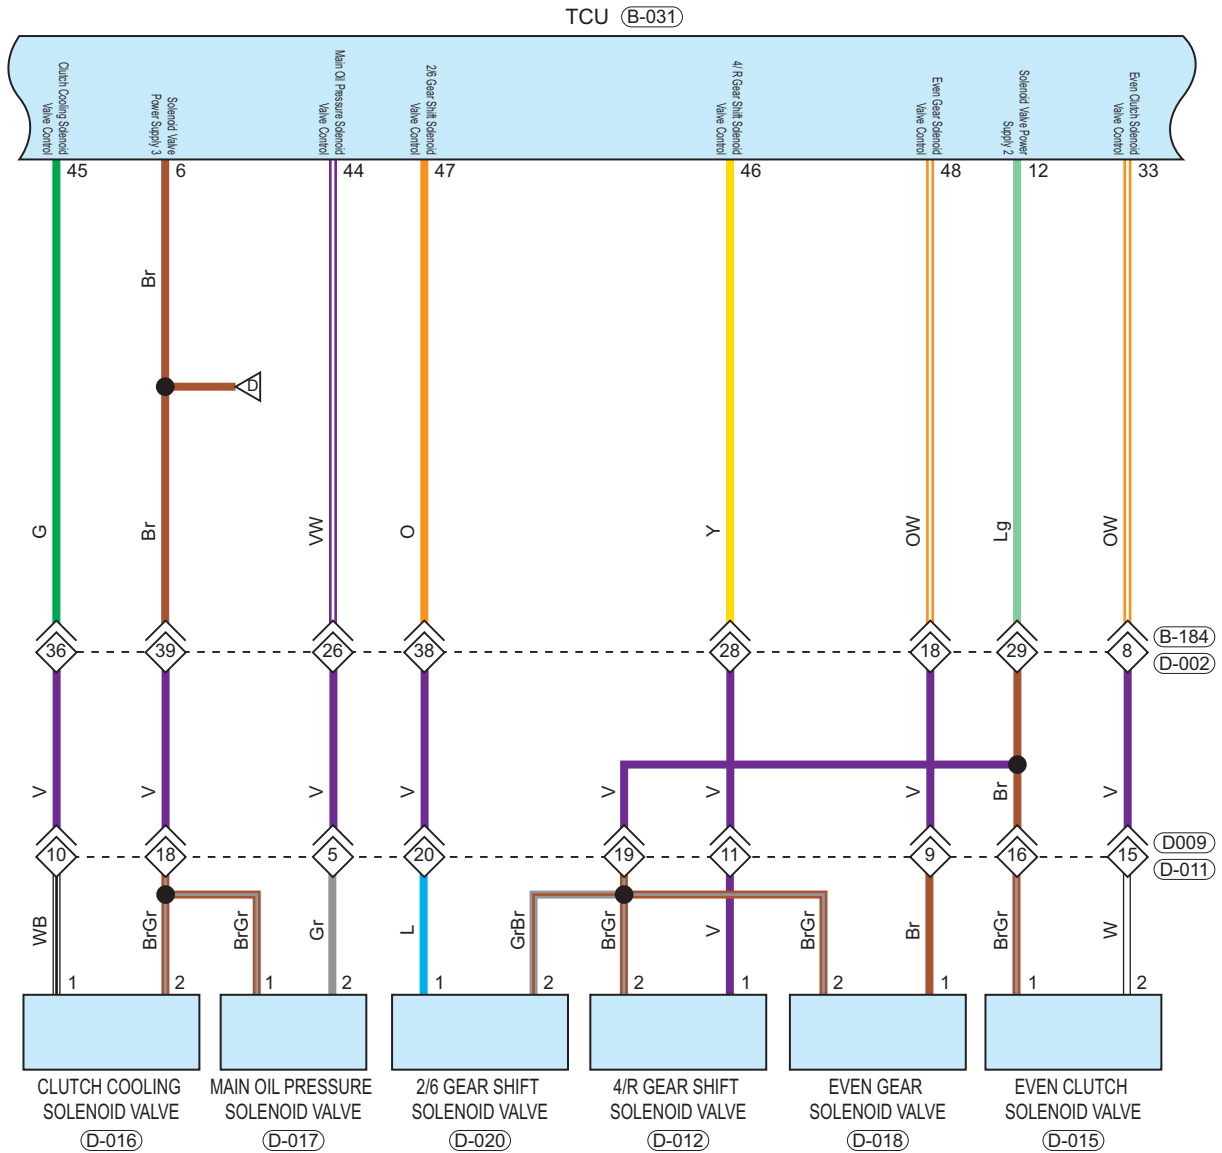 TCU B-031
Clutch Cooling Solenoid
Valve Control
Solenoid Valve
Power Supply 3
Main Oil Pressure Solenoid
Valve Control
2/6 Gear Shift Solenoid
Valve Control
4/ R Gear Shift Solenoid
Valve Control
Even Gear Solenoid
Valve Control
Solenoid Valve Power
Supply 2
Even Clutch Solenoid
Valve Control
45 6 44 47 46 48 12 33
Br
D
G Br VW O Y OW Lg OW
36 39 26 38 28 18 29 8
B-184
D-002
V V V V V V V Br V
10 18 5 20 19 11 9 16 15
D009
D-011
WB BrGr BrGr Gr L GrBr BrGr V BrGr Br BrGr W
1 2 1 2 1 2 2 1 2 1 1 2
CLUTCH COOLING
SOLENOID VALVE
D-016
MAIN OIL PRESSURE
SOLENOID VALVE
D-017
2/6 GEAR SHIFT
SOLENOID VALVE
D-020
4/R GEAR SHIFT
SOLENOID VALVE
D-012
EVEN GEAR
SOLENOID VALVE
D-018
EVEN CLUTCH
SOLENOID VALVE
D-015